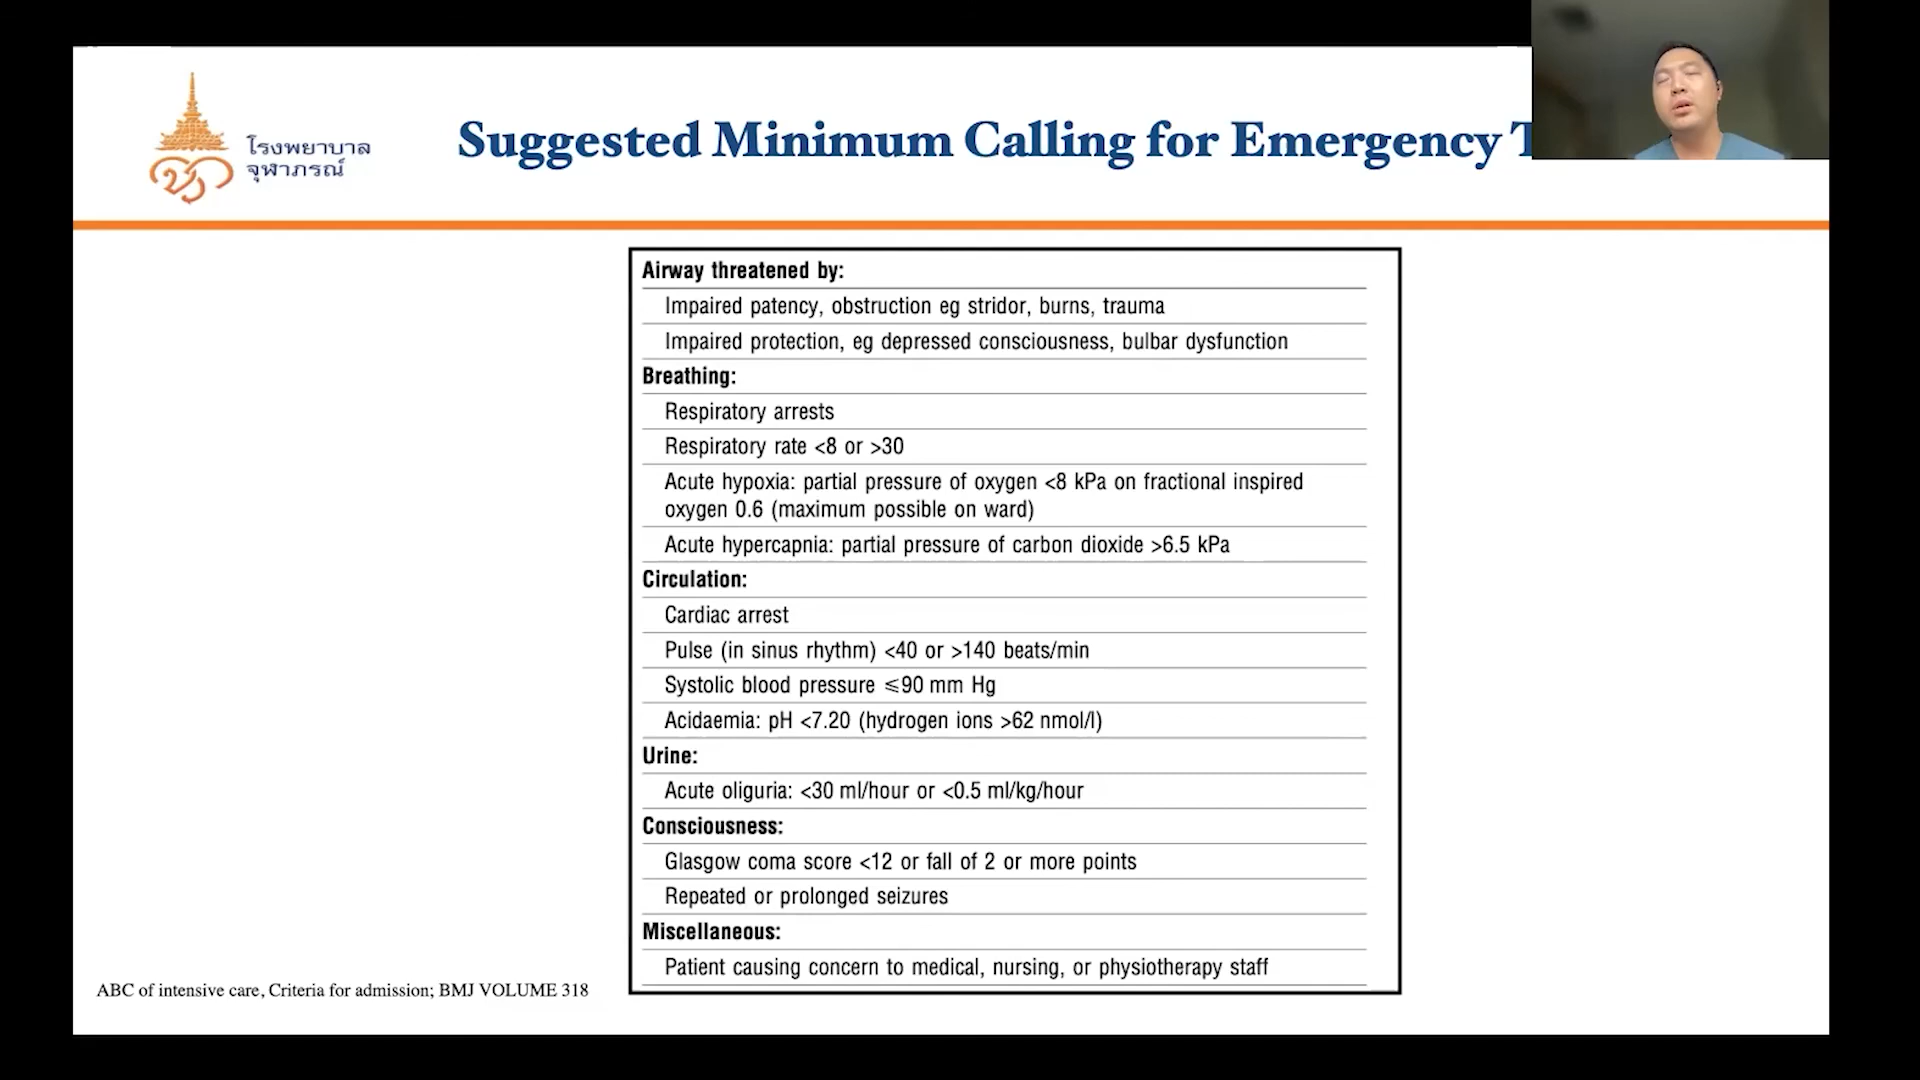 โรงพยาบาล
จุฬาภรณ์
Suggested Minimum Calling for Emergency
Airway threatened by:
Impaired patency, obstruction eg stridor, burns, trauma
Impaired protection, eg depressed consciousness, bulbar dysfunction
Breathing:
Respiratory arrests
Respiratory rate <8 or >30
Acute hypoxia: partial pressure of oxygen <8 kPa on fractional inspired
oxygen 0.6 (maximum possible on ward)
Acute hypercapnia: partial pressure of carbon dioxide >6.5 kPa
Circulation:
Cardiac arrest
Pulse (in sinus rhythm) <40 or >140 beats/min
Systolic blood pressure ⩽90 mm Hg
Acidaemia: pH <7.20 (hydrogen ions >62 nmol/l)
Urine:
Acute oliguria: <30 ml/hour or <0.5 ml/kg/hour
Consciousness:
Glasgow coma score <12 or fall of 2 or more points
Repeated or prolonged seizures
Miscellaneous:
Patient causing concern to medical, nursing, or physiotherapy staff
ABC of intensive care, Criteria for admission; BMJ VOLUME 318